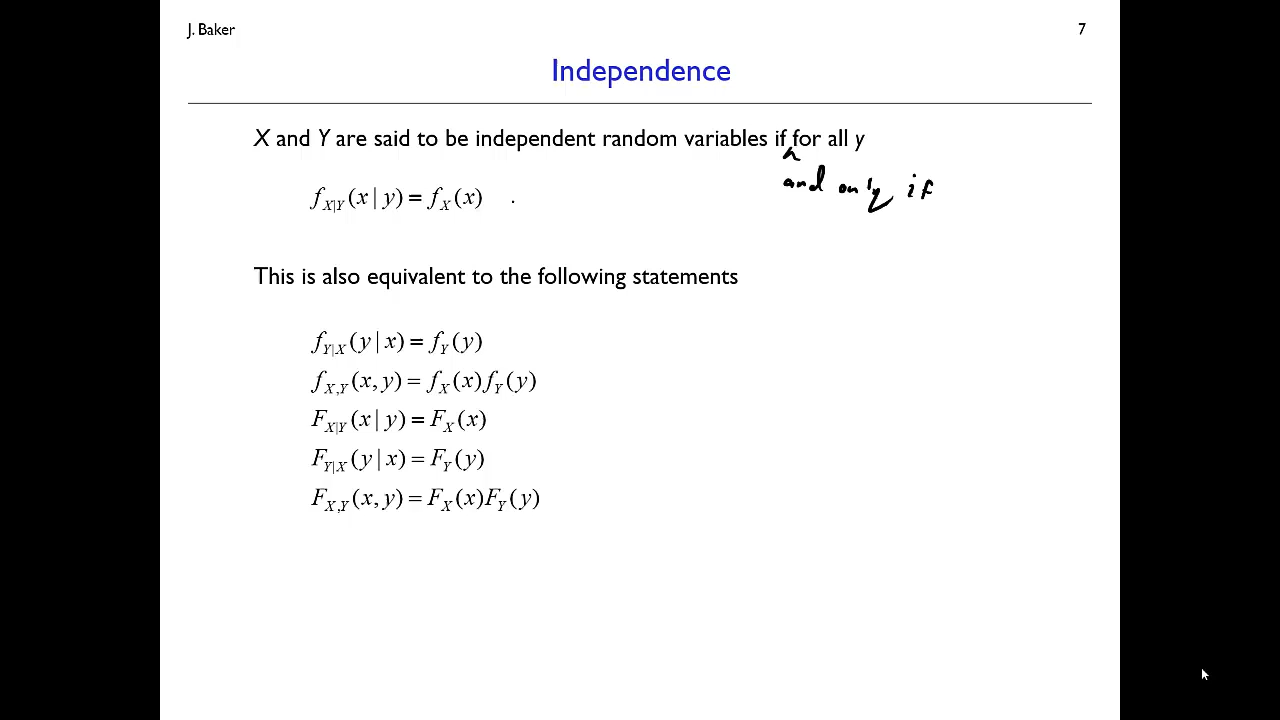 J. Baker 7
Independence
X and Y are said to be independent random variables if for all y
^
and only if
f_{X|Y}(x | y) = f_X(x) .
This is also equivalent to the following statements
f_{Y|X}(y | x) = f_Y(y)
f_{X,Y}(x, y) = f_X(x) f_Y(y)
F_{X|Y}(x | y) = F_X(x)
F_{Y|X}(y | x) = F_Y(y)
F_{X,Y}(x, y) = F_X(x)F_Y(y)